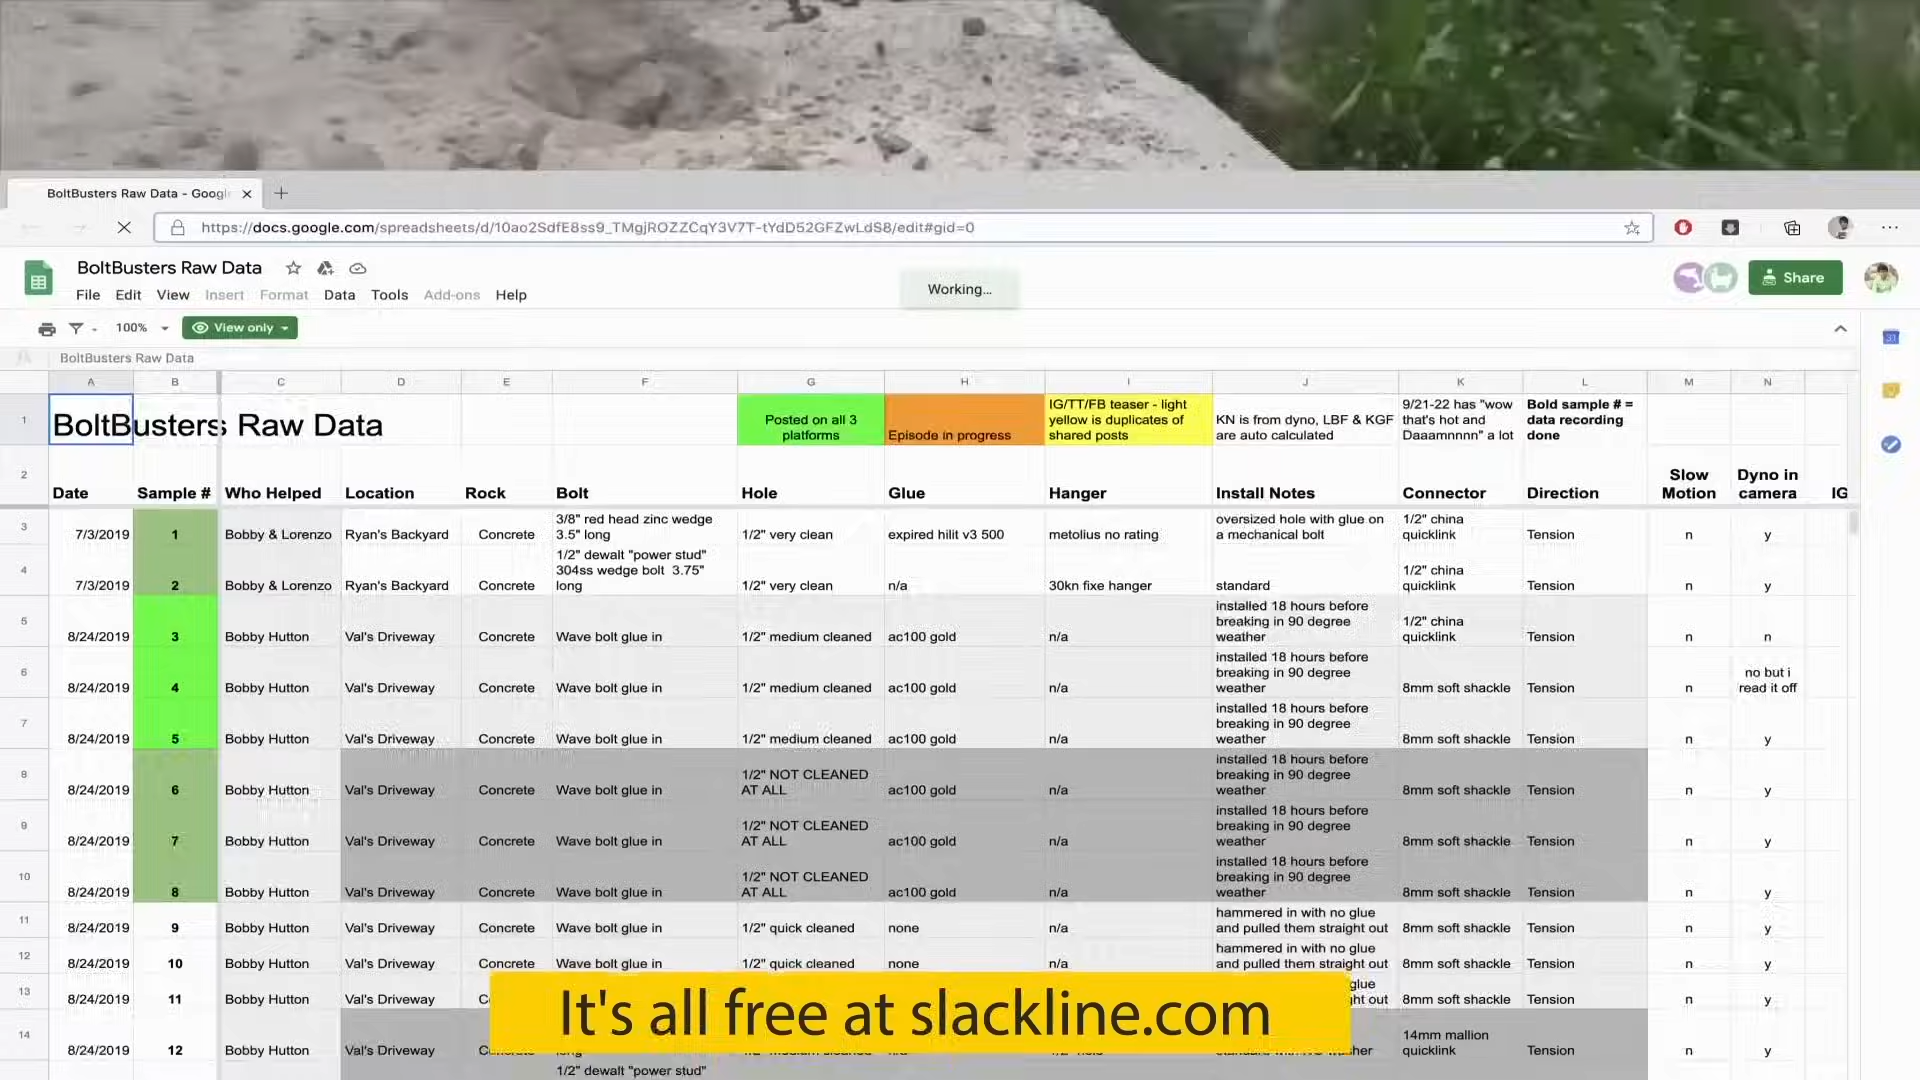 BoltBusters Raw Data - Google
https://docs.google.com/spreadsheets/d/10ao2SdfE8ss9_TMgjROZZCqY3V7T-tYdD52GFZwLdS8/edit#gid=0
BoltBusters Raw Data
Working...
Share
File Edit View Insert Format Data Tools Add-ons Help
100% View only
BoltBusters Raw Data
A B C D E F G H I J K L M N
1
BoltBusters Raw Data
Posted on all 3
platforms
Episode in progress
IG/TT/FB teaser - light
yellow is duplicates of
shared posts
KN is from dyno, LBF & KGF
are auto calculated
9/21-22 has "wow
that's hot and
Daaamnnnn" a lot
Bold sample # =
data recording
done
2
Date Sample # Who Helped Location Rock Bolt Hole Glue Hanger Install Notes Connector Direction
Slow
Motion
Dyno in
camera
IG
3
7/3/2019 1 Bobby & Lorenzo Ryan's Backyard Concrete
3/8" red head zinc wedge
3.5" long
1/2" very clean expired hilit v3 500 metolius no rating
oversized hole with glue on
a mechanical bolt
1/2" china
quicklink
Tension n y
4
7/3/2019 2 Bobby & Lorenzo Ryan's Backyard Concrete
1/2" dewalt "power stud"
304ss wedge bolt 3.75"
long
1/2" very clean n/a 30kn fixe hanger standard
1/2" china
quicklink
Tension n y
5
8/24/2019 3 Bobby Hutton Val's Driveway Concrete Wave bolt glue in 1/2" medium cleaned ac100 gold n/a
installed 18 hours before
breaking in 90 degree
weather
1/2" china
quicklink
Tension n n
6
8/24/2019 4 Bobby Hutton Val's Driveway Concrete Wave bolt glue in 1/2" medium cleaned ac100 gold n/a
installed 18 hours before
breaking in 90 degree
weather
8mm soft shackle Tension n
no but i
read it off
7
8/24/2019 5 Bobby Hutton Val's Driveway Concrete Wave bolt glue in 1/2" medium cleaned ac100 gold n/a
installed 18 hours before
breaking in 90 degree
weather
8mm soft shackle Tension n y
8
8/24/2019 6 Bobby Hutton Val's Driveway Concrete Wave bolt glue in
1/2" NOT CLEANED
AT ALL
ac100 gold n/a
installed 18 hours before
breaking in 90 degree
weather
8mm soft shackle Tension n y
9
8/24/2019 7 Bobby Hutton Val's Driveway Concrete Wave bolt glue in
1/2" NOT CLEANED
AT ALL
ac100 gold n/a
installed 18 hours before
breaking in 90 degree
weather
8mm soft shackle Tension n y
10
8/24/2019 8 Bobby Hutton Val's Driveway Concrete Wave bolt glue in
1/2" NOT CLEANED
AT ALL
ac100 gold n/a
installed 18 hours before
breaking in 90 degree
weather
8mm soft shackle Tension n y
11
8/24/2019 9 Bobby Hutton Val's Driveway Concrete Wave bolt glue in 1/2" quick cleaned none n/a
hammered in with no glue
and pulled them straight out
8mm soft shackle Tension n y
12
8/24/2019 10 Bobby Hutton Val's Driveway Concrete Wave bolt glue in 1/2" quick cleaned none n/a
hammered in with no glue
and pulled them straight out
8mm soft shackle Tension n y
13
8/24/2019 11 Bobby Hutton Val's Driveway
glue
out
8mm soft shackle Tension n y
14
8/24/2019 12 Bobby Hutton Val's Driveway
14mm mallion
quicklink
Tension n y
1/2" dewalt "power stud"
It's all free at slackline.com